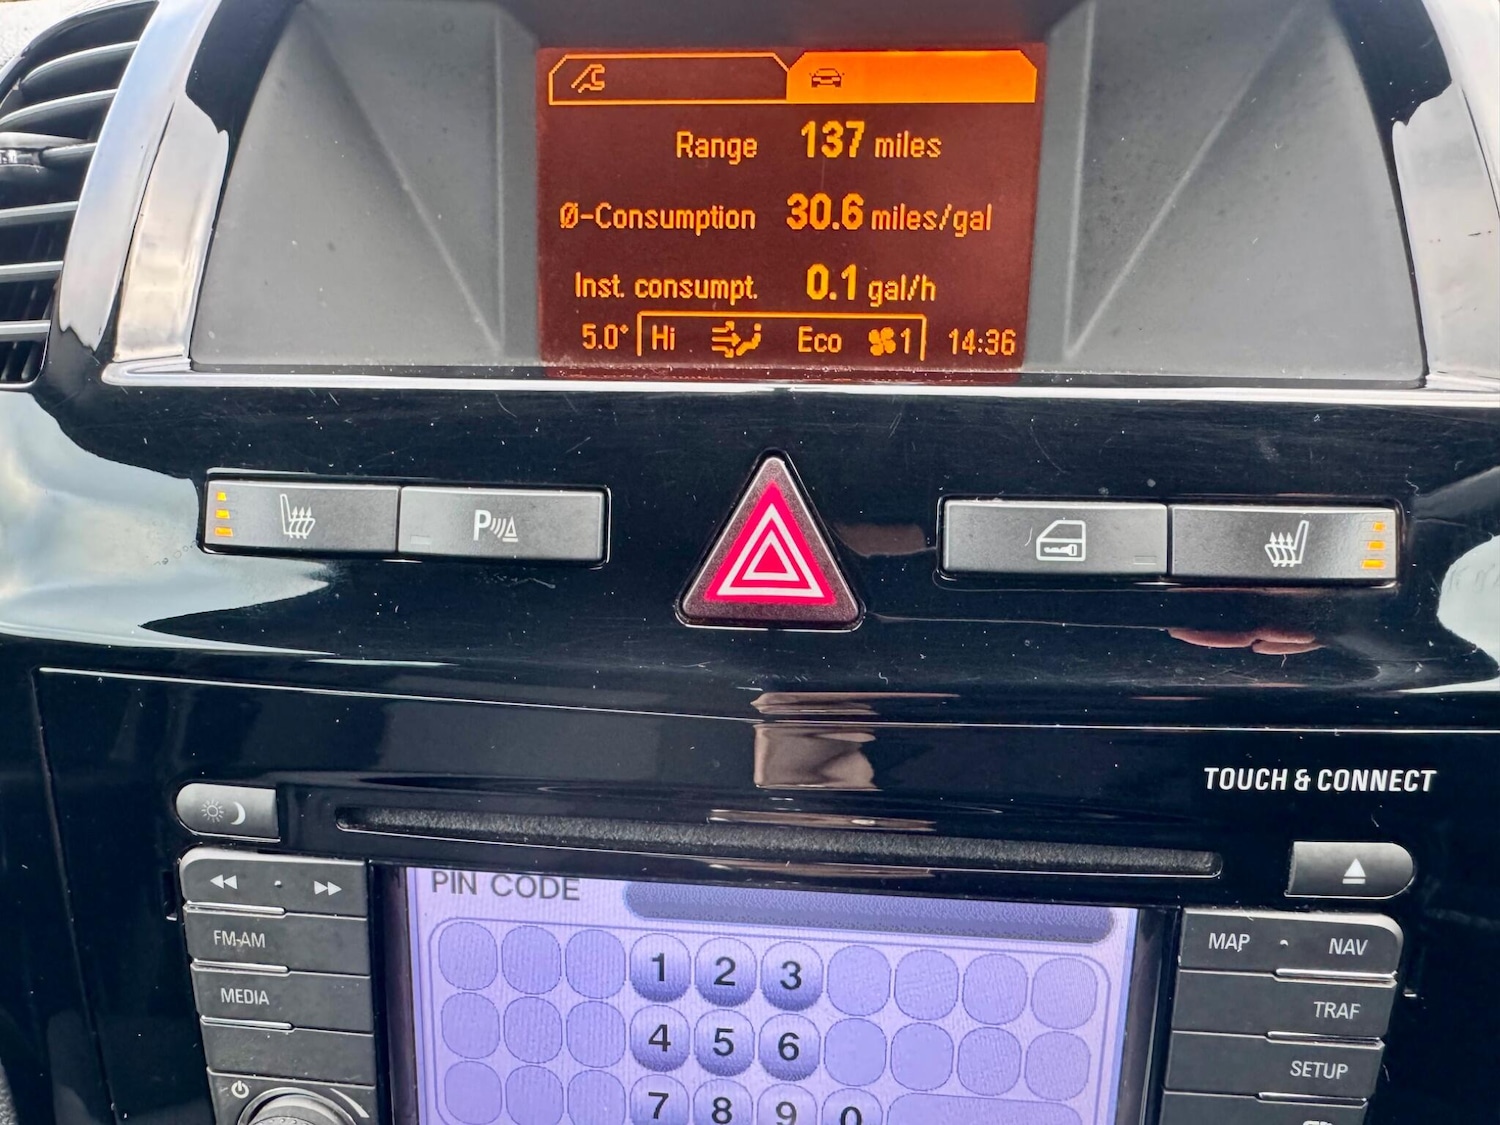 Range 137 miles
Ø-Consumption 30.6 miles/gal
Inst. consumpt. 0.1 gal/h
5.0° Hi Eco 1 14:36
P
TOUCH & CONNECT
PIN CODE
FM-AM
MEDIA
MAP • NAV
TRAF
SETUP
1 2 3
4 5 6
7 8 9 0